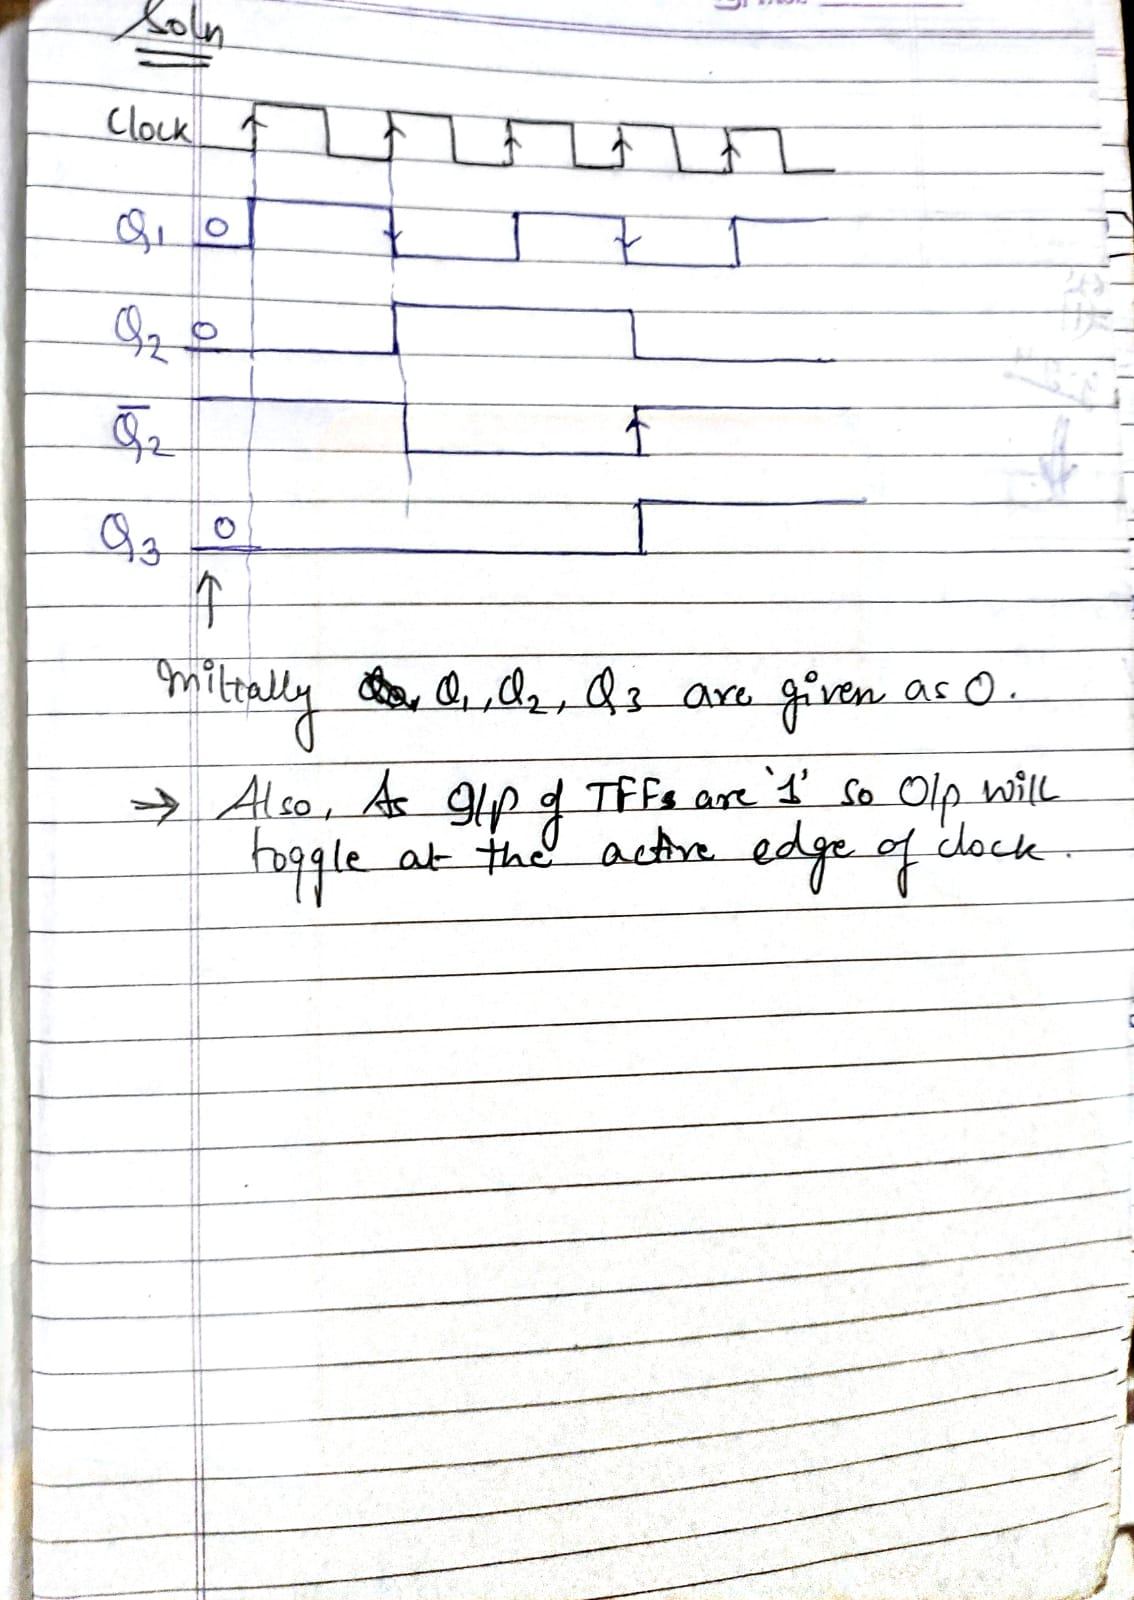 Soln
Clock
Q1 0
Q2 0
Q̅2
Q3 0
↑
Initally Q1, Q2, Q3 are given as 0.
→ Also, As I/p of TFFs are '1' so O/p will
toggle at the active edge of clock.